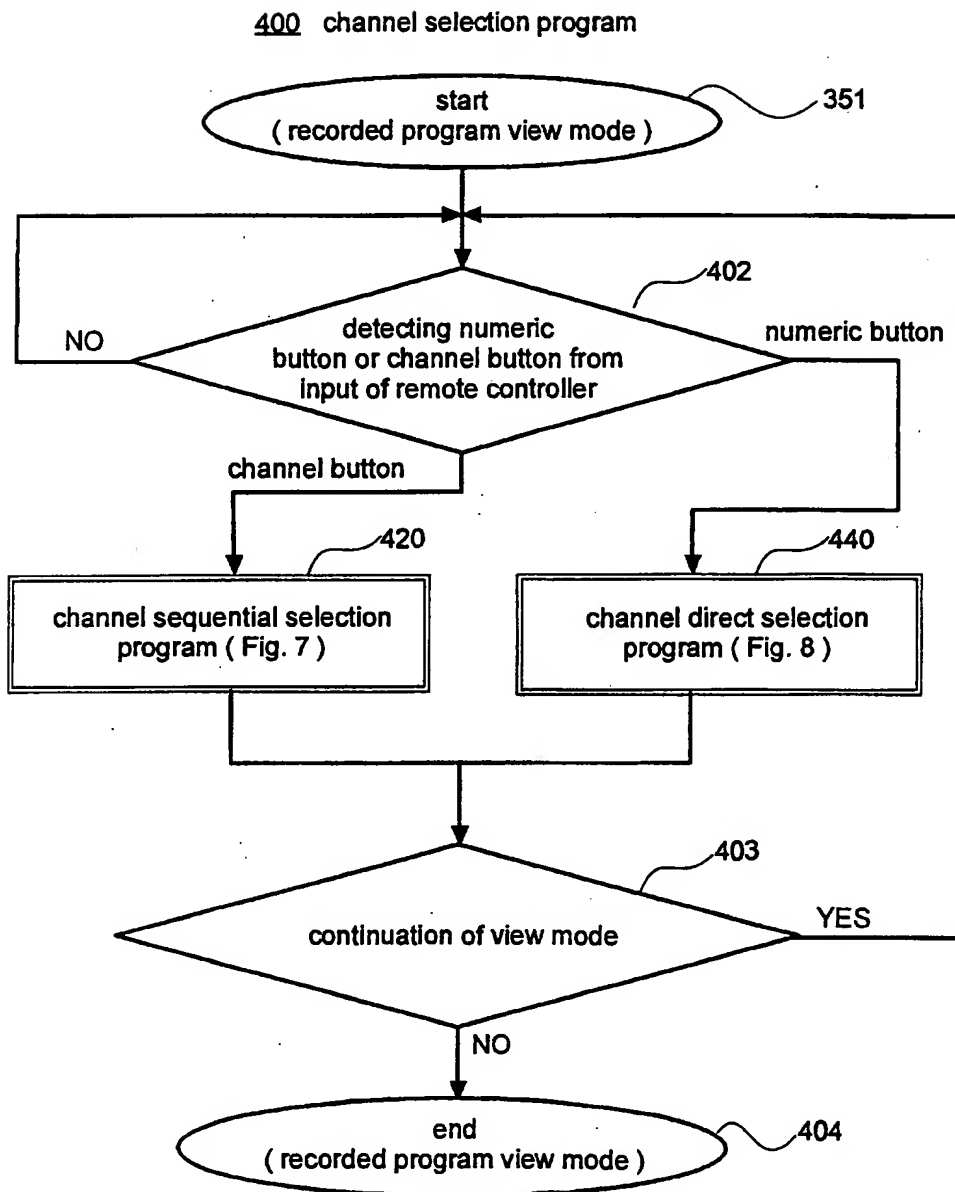 400 channel selection program
351
start
( recorded program view mode )
402
detecting numeric
button or channel button from
input of remote controller
NO
numeric button
channel button
420
440
channel sequential selection
program ( Fig. 7 )
channel direct selection
program ( Fig. 8 )
403
continuation of view mode
YES
NO
404
end
( recorded program view mode )